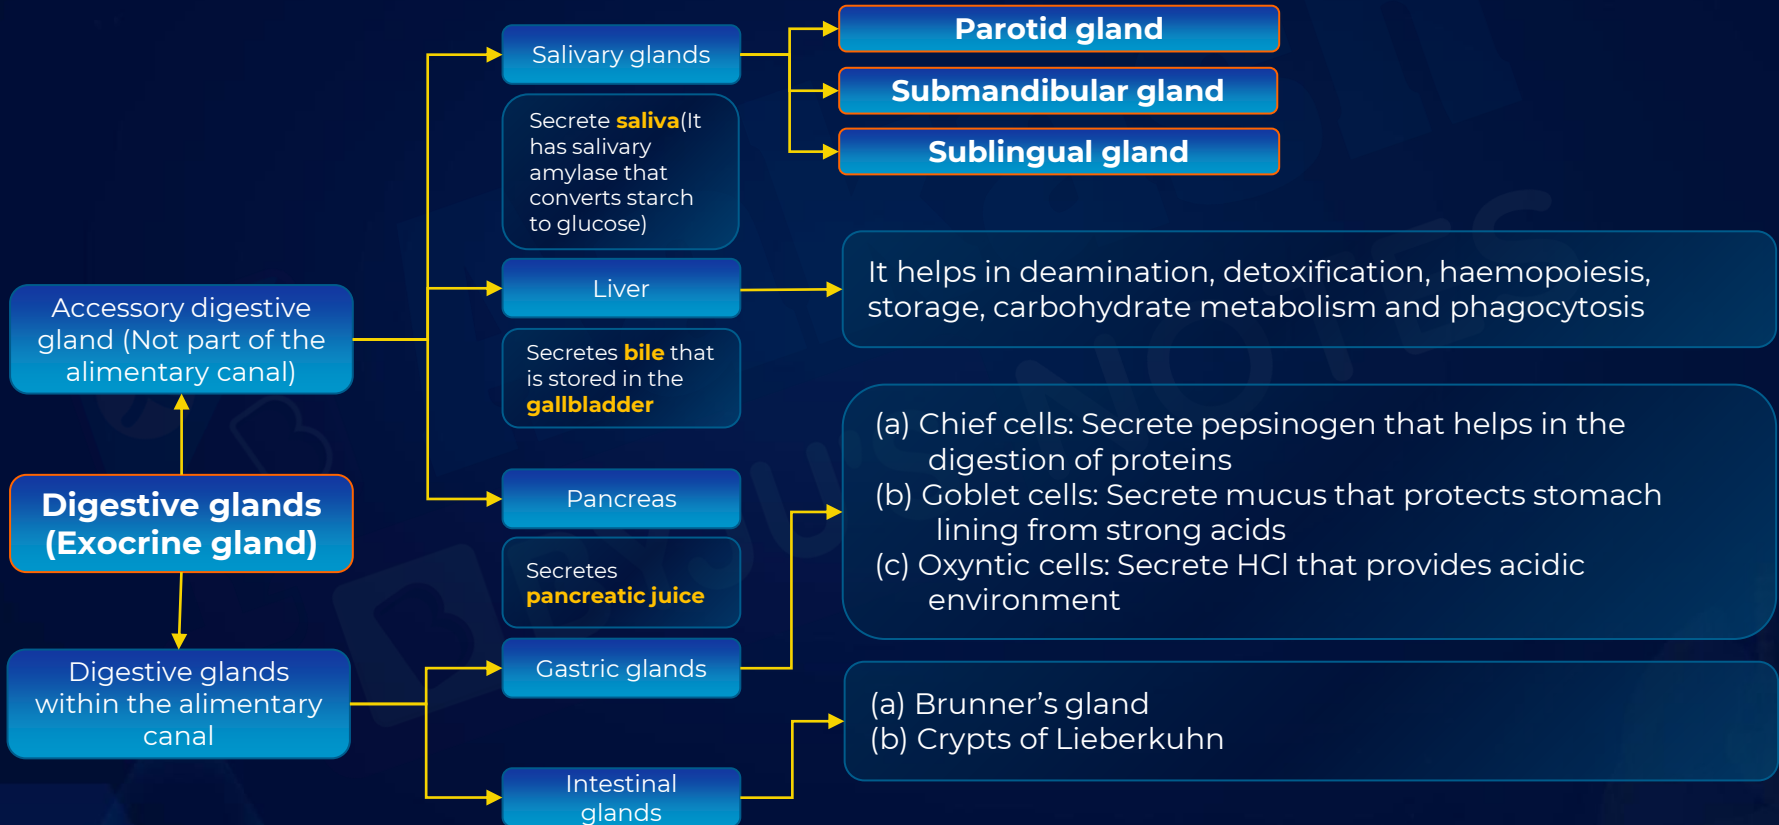 Salivary glands
Parotid gland
Submandibular gland
Sublingual gland
Secrete saliva(It
has salivary
amylase that
converts starch
to glucose)
Accessory digestive
gland (Not part of the
alimentary canal)
Liver
It helps in deamination, detoxification, haemopoiesis,
storage, carbohydrate metabolism and phagocytosis
Secretes bile that
is stored in the
gallbladder
Digestive glands
(Exocrine gland)
Pancreas
Secretes
pancreatic juice
(a) Chief cells: Secrete pepsinogen that helps in the
digestion of proteins
(b) Goblet cells: Secrete mucus that protects stomach
lining from strong acids
(c) Oxyntic cells: Secrete HCl that provides acidic
environment
Digestive glands
within the alimentary
canal
Gastric glands
(a) Brunner’s gland
(b) Crypts of Lieberkuhn
Intestinal
glands
BYJU'S NOTES